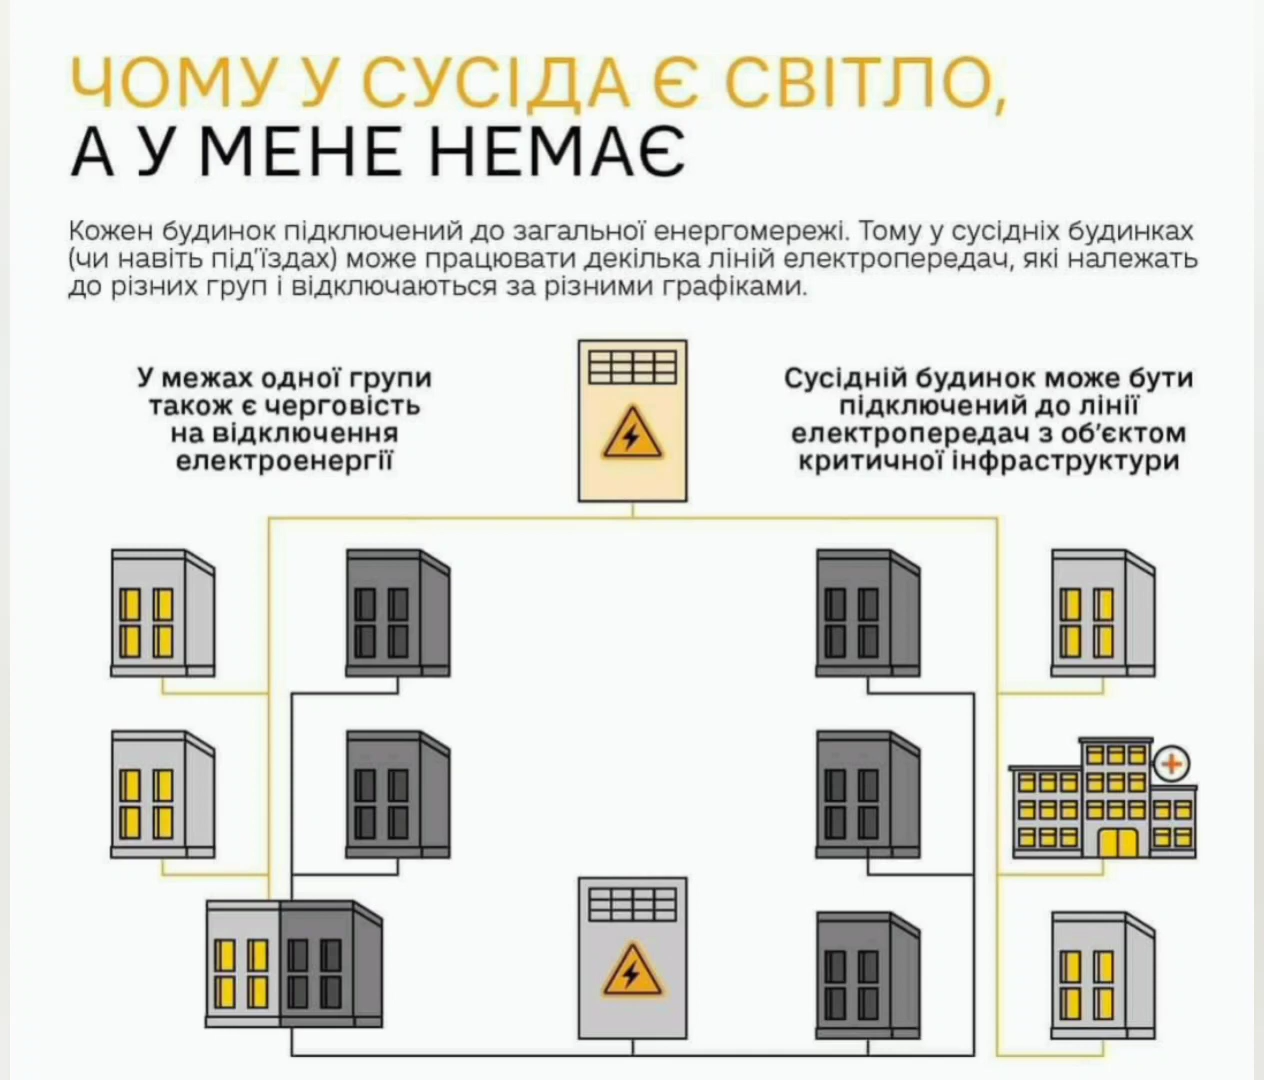 ЧОМУ У СУСІДА Є СВІТЛО,
А У МЕНЕ НЕМАЄ
Кожен будинок підключений до загальної енергомережі. Тому у сусідніх будинках
(чи навіть під'їздах) може працювати декілька ліній електропередач, які належать
до різних груп і відключаються за різними графіками.
У межах одної групи
також є черговість
на відключення
електроенергії
Сусідній будинок може бути
підключений до лінії
електропередач з об'єктом
критичної інфраструктури